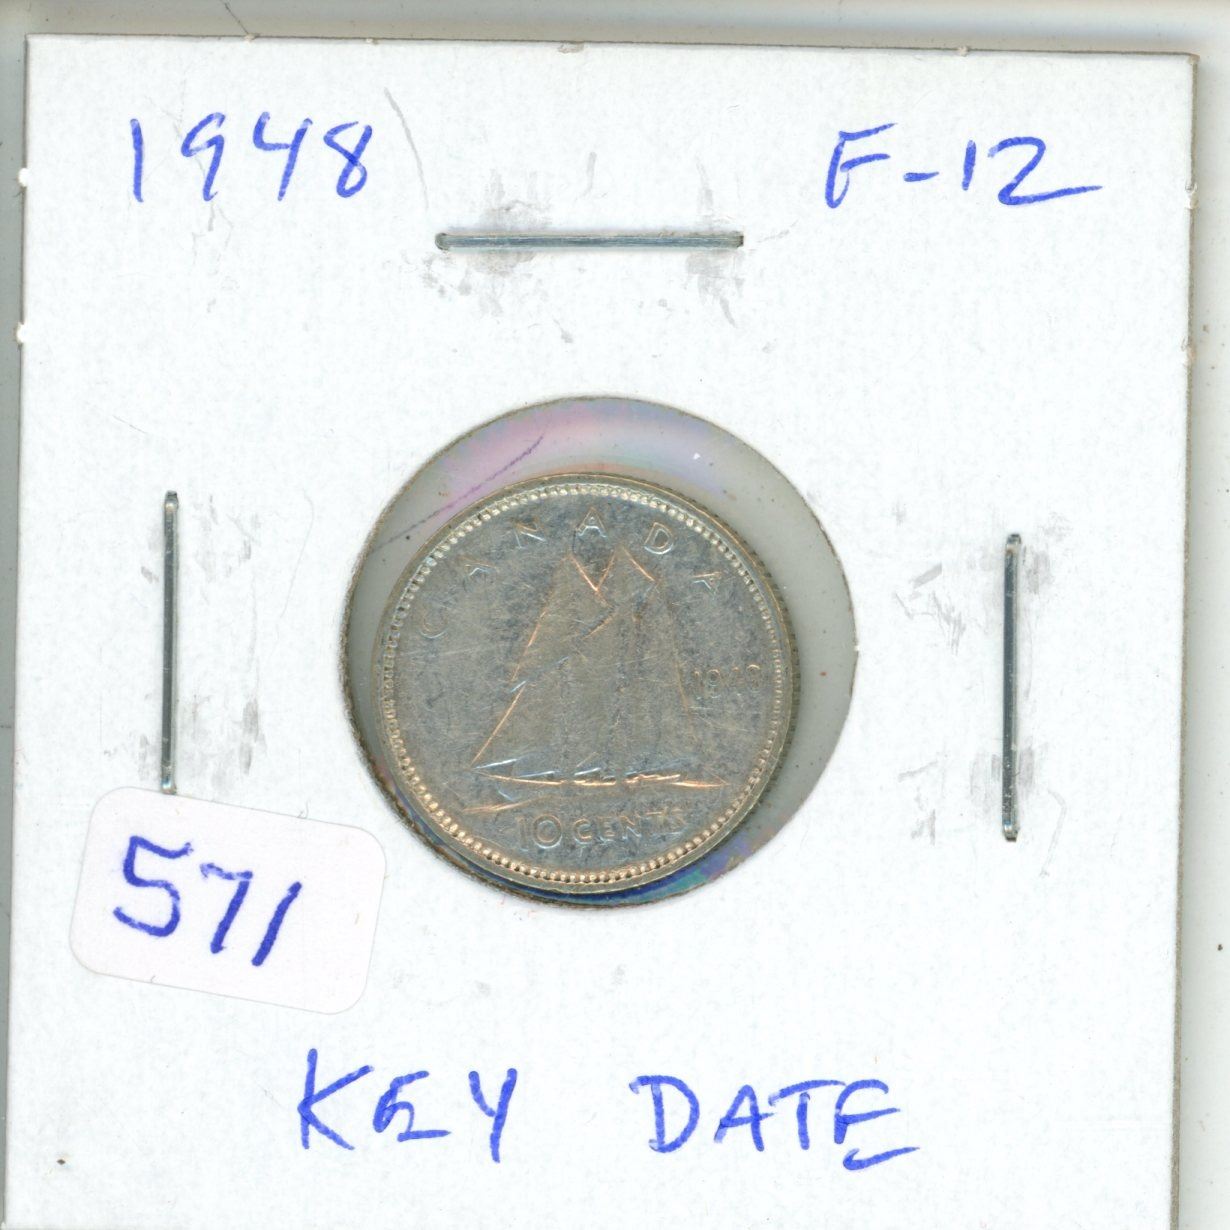 1948 F-12
CANADA
1948
10 CENTS
571
KEY DATE